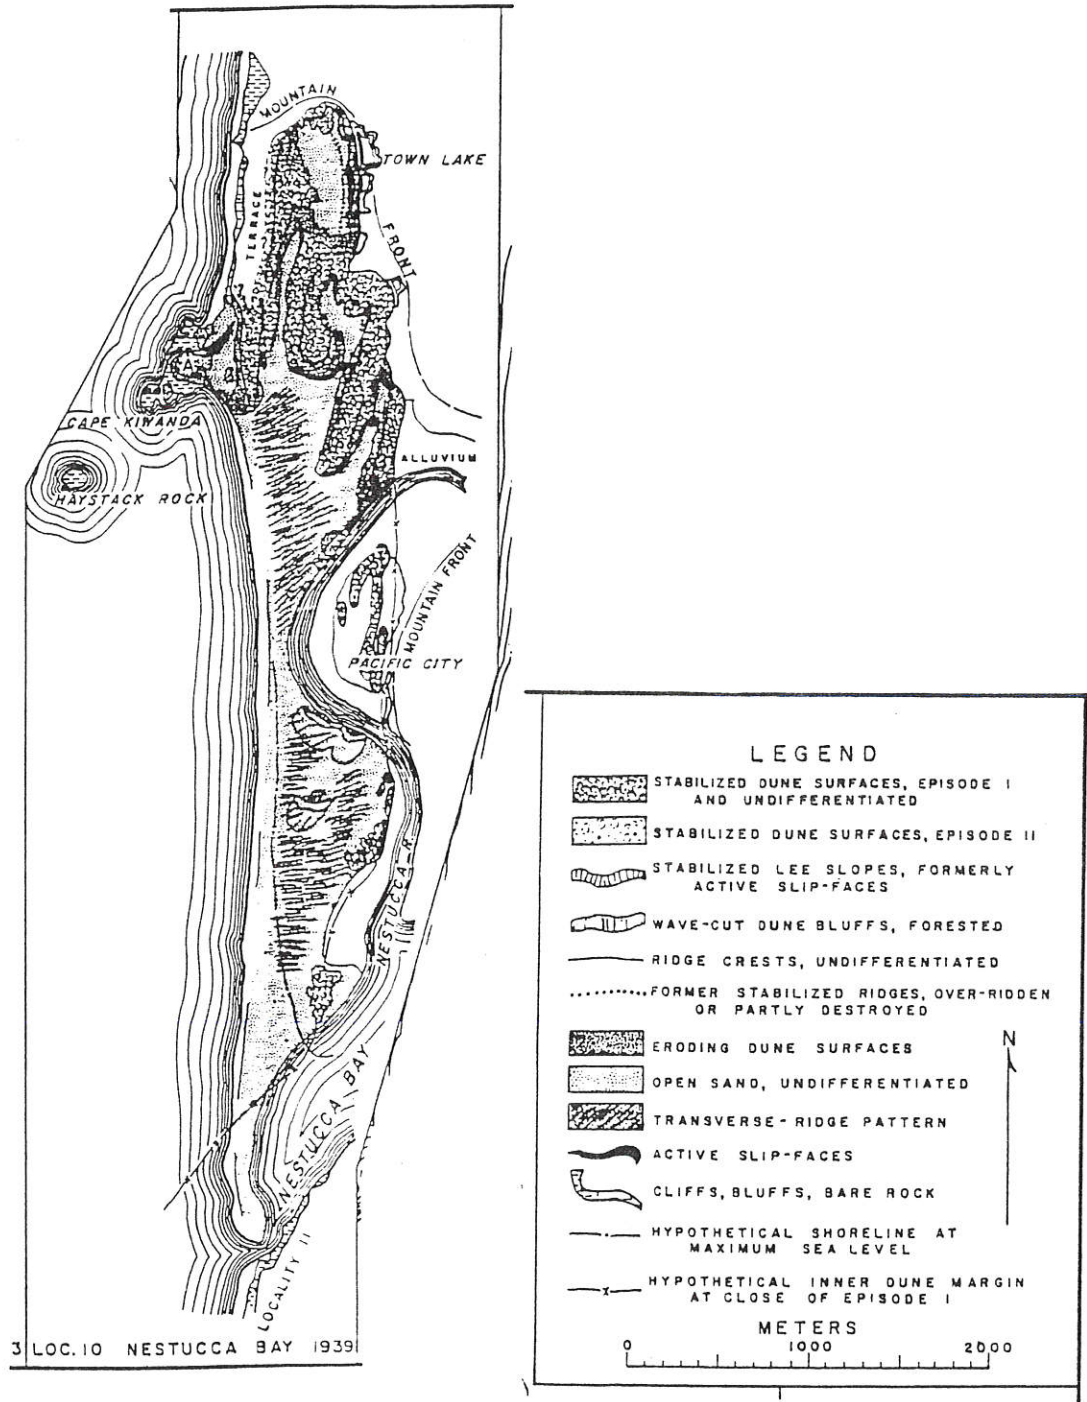 MOUNTAIN
TOWN LAKE
TERRACE
FRONT
3
A
B
CAPE KIWANDA
ALLUVIUM
HAYSTACK ROCK
MOUNTAIN FRONT
PACIFIC CITY
NESTUCCA R.
NESTUCCA BAY
LOCALITY 11
3 LOC. 10 NESTUCCA BAY 1939
LEGEND
STABILIZED DUNE SURFACES, EPISODE I
AND UNDIFFERENTIATED
STABILIZED DUNE SURFACES, EPISODE II
STABILIZED LEE SLOPES, FORMERLY
ACTIVE SLIP-FACES
WAVE-CUT DUNE BLUFFS, FORESTED
RIDGE CRESTS, UNDIFFERENTIATED
FORMER STABILIZED RIDGES, OVER-RIDDEN
OR PARTLY DESTROYED
N
ERODING DUNE SURFACES
OPEN SAND, UNDIFFERENTIATED
TRANSVERSE-RIDGE PATTERN
ACTIVE SLIP-FACES
CLIFFS, BLUFFS, BARE ROCK
HYPOTHETICAL SHORELINE AT
MAXIMUM SEA LEVEL
HYPOTHETICAL INNER DUNE MARGIN
AT CLOSE OF EPISODE I
METERS
0 1000 2000